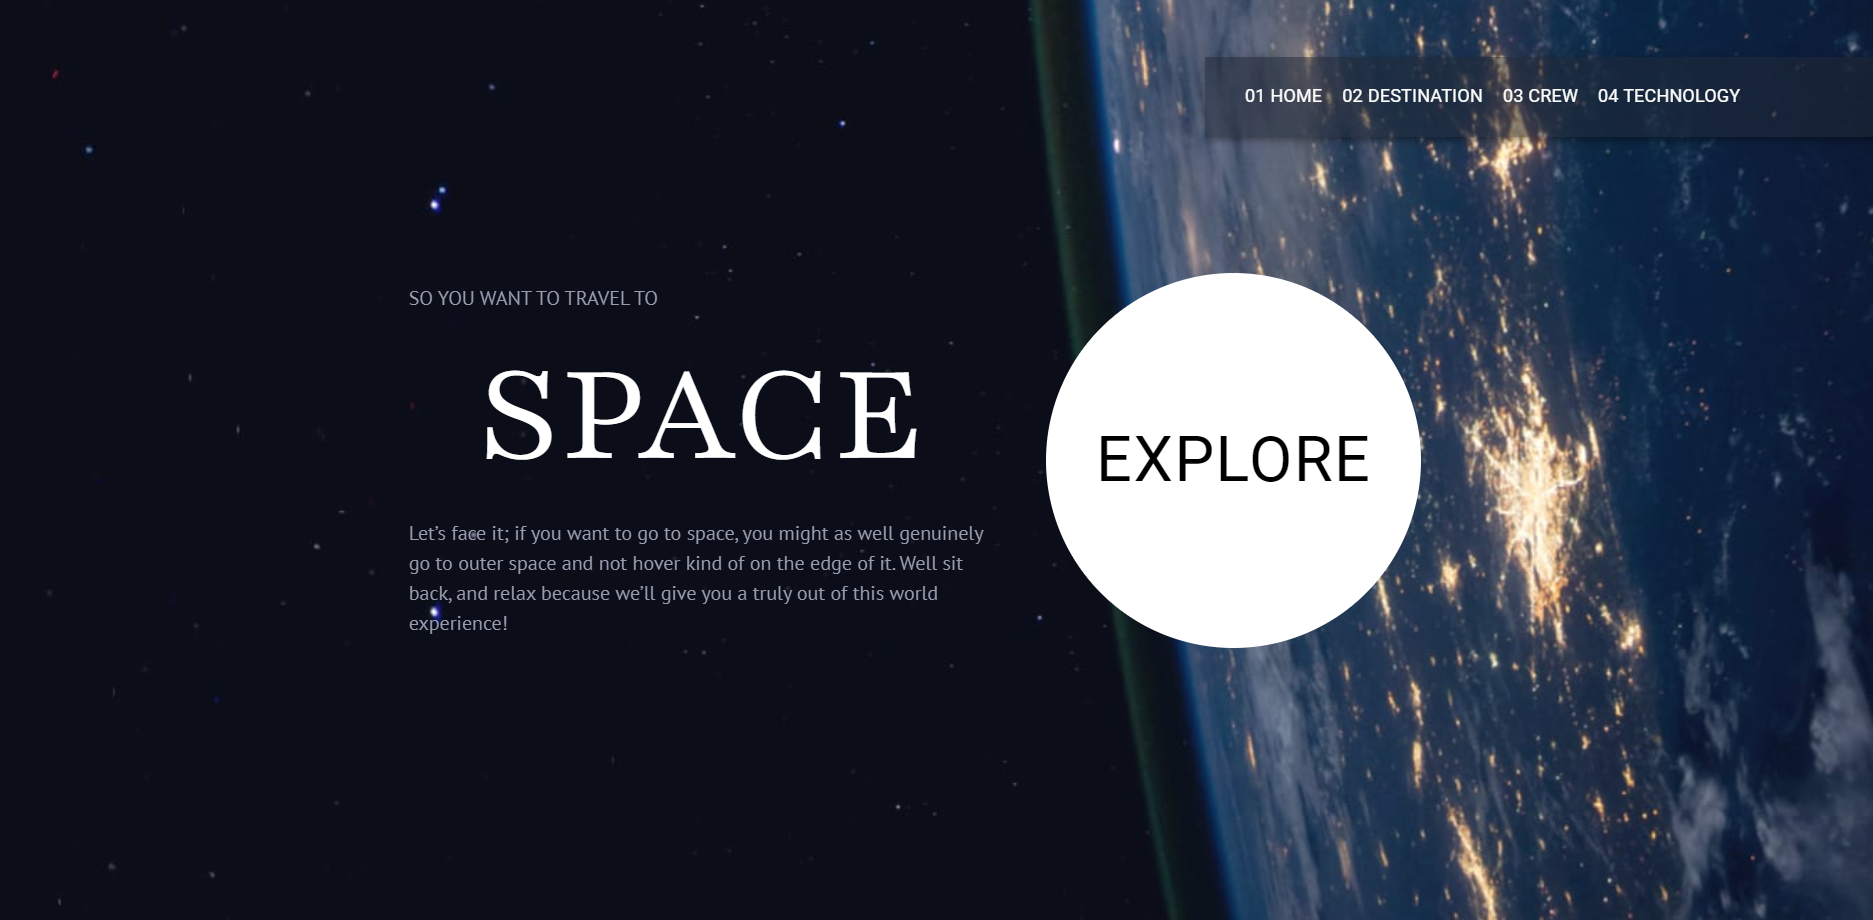 01 HOME 02 DESTINATION 03 CREW 04 TECHNOLOGY
SO YOU WANT TO TRAVEL TO
SPACE
Let’s face it; if you want to go to space, you might as well genuinely
go to outer space and not hover kind of on the edge of it. Well sit
back, and relax because we’ll give you a truly out of this world
experience!
EXPLORE